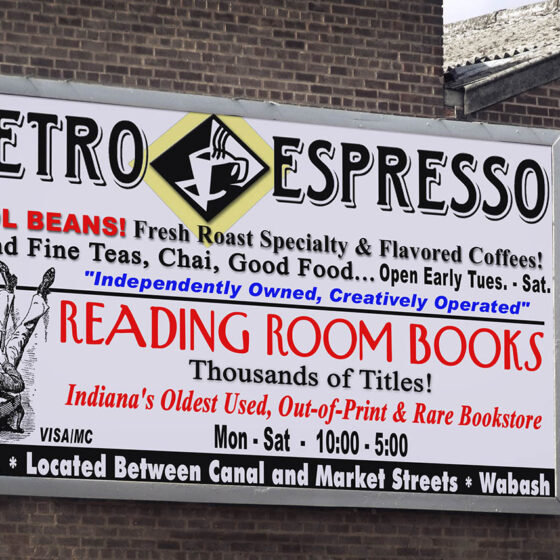 ETRO ESPRESSO
L BEANS! Fresh Roast Specialty & Flavored Coffees!
d Fine Teas, Chai, Good Food... Open Early Tues. - Sat.
"Independently Owned, Creatively Operated"
READING ROOM BOOKS
Thousands of Titles!
Indiana's Oldest Used, Out-of-Print & Rare Bookstore
VISA/MC Mon - Sat - 10:00 - 5:00
* Located Between Canal and Market Streets * Wabash